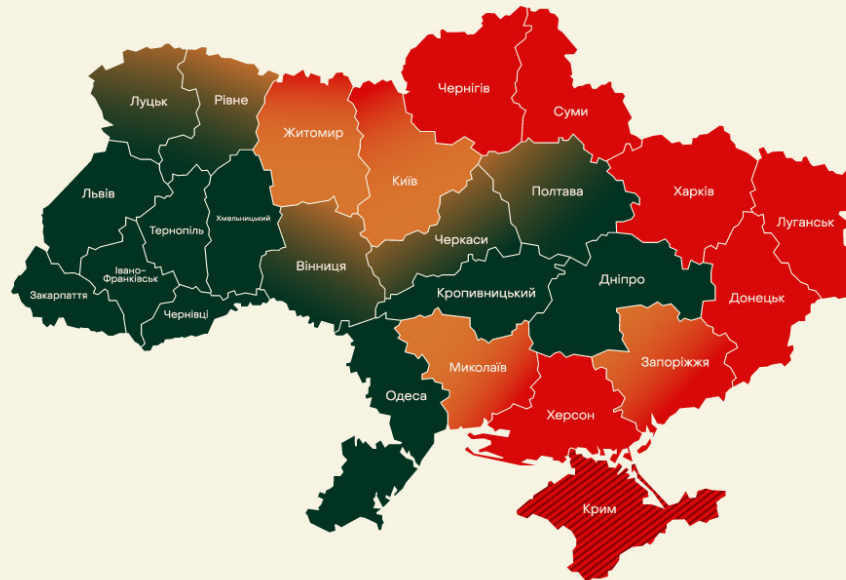 Чернігів
Суми
Луцьк
Рівне
Житомир
Київ
Полтава
Харків
Луганськ
Львів
Тернопіль
Хмельницький
Черкаси
Вінниця
Івано-
Франківськ
Закарпаття
Чернівці
Кропивницький
Дніпро
Донецьк
Миколаїв
Запоріжжя
Одеса
Херсон
Крим